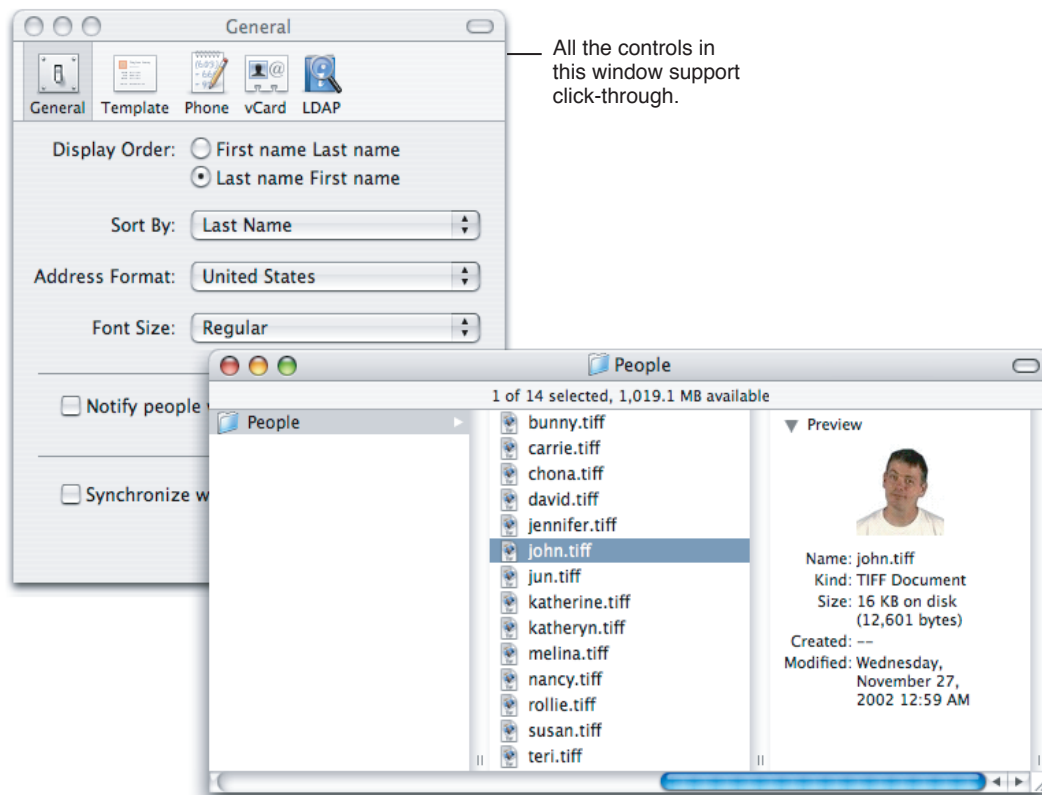 General
All the controls in
this window support
click-through.
General Template Phone vCard LDAP
Display Order: First name Last name
Last name First name
Sort By: Last Name
Address Format: United States
Font Size: Regular
Notify people
Synchronize w
People
1 of 14 selected, 1,019.1 MB available
People
bunny.tiff
carrie.tiff
chona.tiff
david.tiff
jennifer.tiff
john.tiff
jun.tiff
katherine.tiff
katheryn.tiff
melina.tiff
nancy.tiff
rollie.tiff
susan.tiff
teri.tiff
Preview
Name: john.tiff
Kind: TIFF Document
Size: 16 KB on disk
(12,601 bytes)
Created: --
Modified: Wednesday,
November 27,
2002 12:59 AM